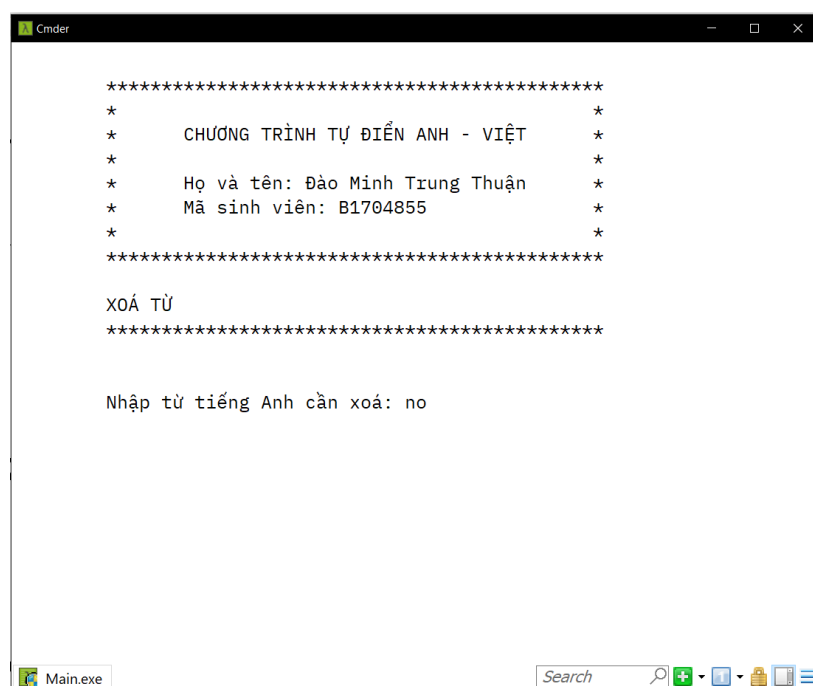 Cmder
*********************************************
* *
* CHƯƠNG TRÌNH TỰ ĐIỂN ANH - VIỆT *
* *
* Họ và tên: Đào Minh Trung Thuận *
* Mã sinh viên: B1704855 *
* *
*********************************************
XOÁ TỪ
*********************************************
Nhập từ tiếng Anh cần xoá: no
Main.exe
Search
1